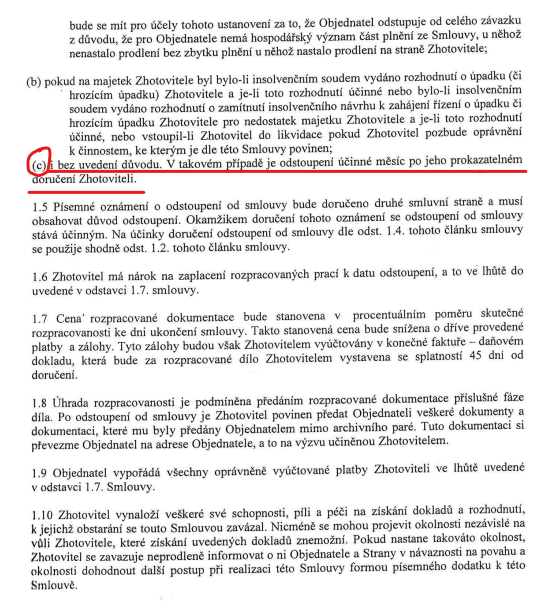 bude se mít pro účely tohoto ustanovení za to, že Objednatel odstupuje od celého závazku
z důvodu, že pro Objednatele nemá hospodářský význam část plnění ze Smlouvy, u něhož
nenastalo prodlení bez zbytku plnění u něhož nastalo prodlení na straně Zhotovitele;
(b) pokud na majetek Zhotovitele byl bylo-li insolvenčním soudem vydáno rozhodnutí o úpadku (či
hrozícím úpadku) Zhotovitele a je-li toto rozhodnutí účinné nebo bylo-li insolvenčním
soudem vydáno rozhodnutí o zamítnutí insolvenčního návrhu k zahájení řízení o úpadku či
hrozícím úpadku Zhotovitele pro nedostatek majetku Zhotovitele a je-li toto rozhodnutí
účinné, nebo vstoupil-li Zhotovitel do likvidace pokud Zhotovitel pozbude oprávnění
k činnostem, ke kterým je dle této Smlouvy povinen;
(c) i bez uvedení důvodu. V takovém případě je odstoupení účinné měsíc po jeho prokazatelném
doručení Zhotoviteli.
1.5 Písemné oznámení o odstoupení od smlouvy bude doručeno druhé smluvní straně a musí
obsahovat důvod odstoupení. Okamžikem doručení tohoto oznámení se odstoupení od smlouvy
stává účinným. Na účinky doručení odstoupení od smlouvy dle odst. 1.4. tohoto článku smlouvy
se použije shodně odst. 1.2. tohoto článku smlouvy.
1.6 Zhotovitel má nárok na zaplacení rozpracovaných prací k datu odstoupení, a to ve lhůtě do
uvedené v odstavci 1.7. smlouvy.
1.7 Cena rozpracované dokumentace bude stanovena v procentuálním poměru skutečné
rozpracovanosti ke dni ukončení smlouvy. Takto stanovená cena bude snížena o dříve provedené
platby a zálohy. Tyto zálohy budou však Zhotovitelem vyúčtovány v konečné faktuře – daňovém
dokladu, která bude za rozpracované dílo Zhotovitelem vystavena se splatností 45 dní od
doručení.
1.8 Úhrada rozpracovanosti je podmíněna předáním rozpracované dokumentace příslušné fáze
díla. Po odstoupení od smlouvy je Zhotovitel povinen předat Objednateli veškeré dokumenty a
dokumentaci, které mu byly předány Objednatelem mimo archivního paré. Tuto dokumentaci si
převezme Objednatel na adrese Objednatele, a to na výzvu učiněnou Zhotovitelem.
1.9 Objednatel vypořádá všechny oprávněně vyúčtované platby Zhotoviteli ve lhůtě uvedené
v odstavci 1.7. Smlouvy.
1.10 Zhotovitel vynaloží veškeré své schopnosti, píli a péči na získání dokladů a rozhodnutí,
k jejichž obstarání se touto Smlouvou zavázal. Nicméně se mohou projevit okolnosti nezávislé na
vůli Zhotovitele, které získání uvedených dokladů znemožní. Pokud nastane takováto okolnost,
Zhotovitel se zavazuje neprodleně informovat o ni Objednatele a Strany v návaznosti na povahu a
okolnosti dohodnout další postup při realizaci této Smlouvy formou písemného dodatku k této
Smlouvě.